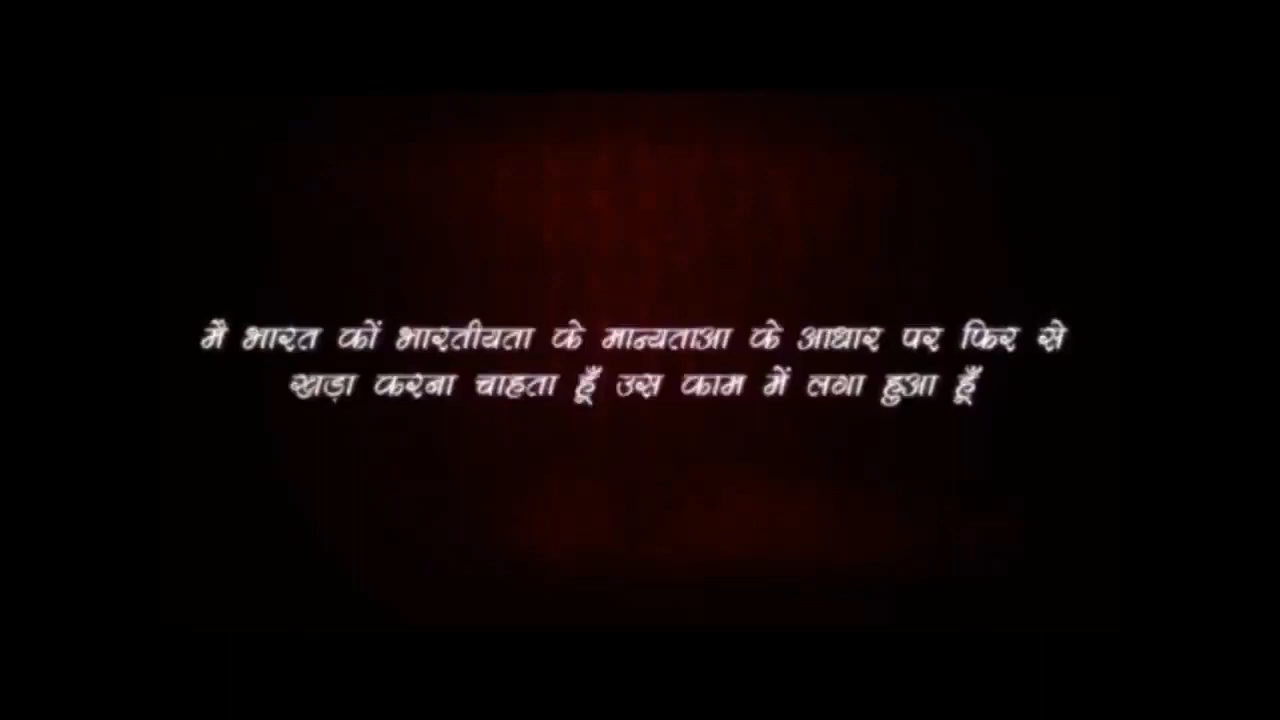 मै भारत कों भारतीयता के मान्यताआ के आधार पर फिर से
खड़ा करना चाहता हूँ उस काम में लगा हुआ हूँ